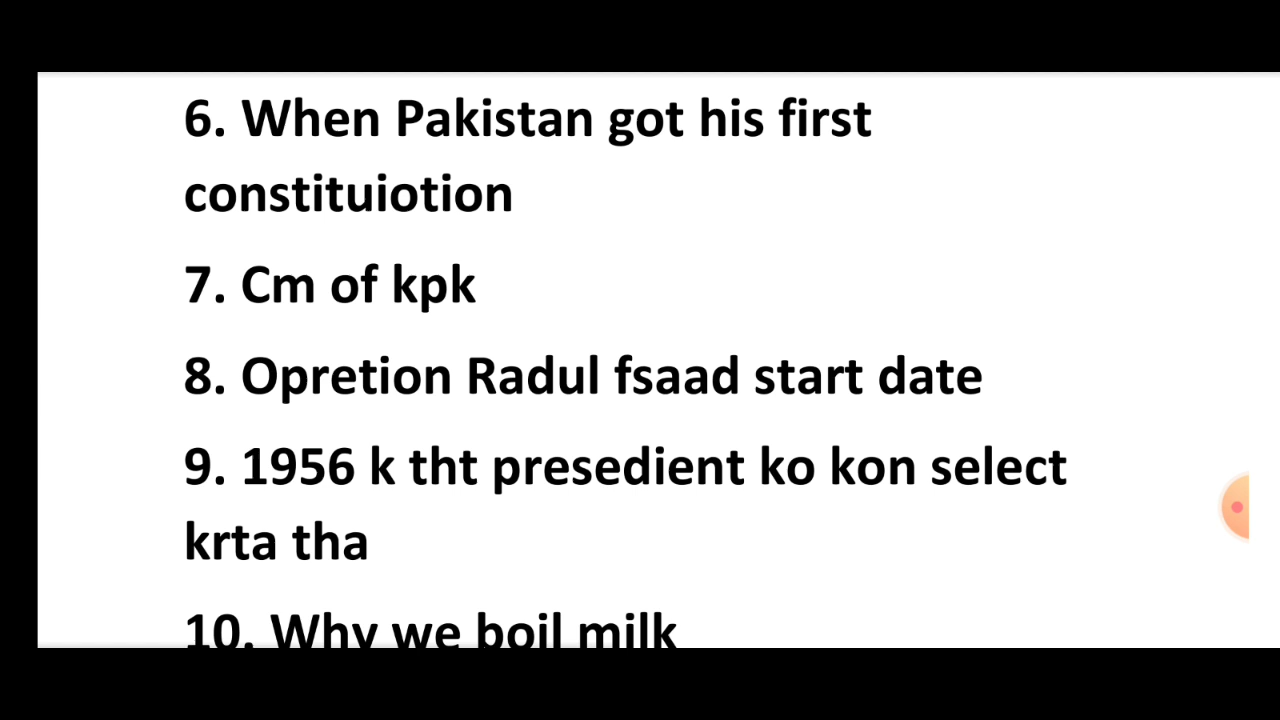 6. When Pakistan got his first
constituiotion
7. Cm of kpk
8. Opretion Radul fsaad start date
9. 1956 k tht presedient ko kon select
krta tha
10. Why we boil milk